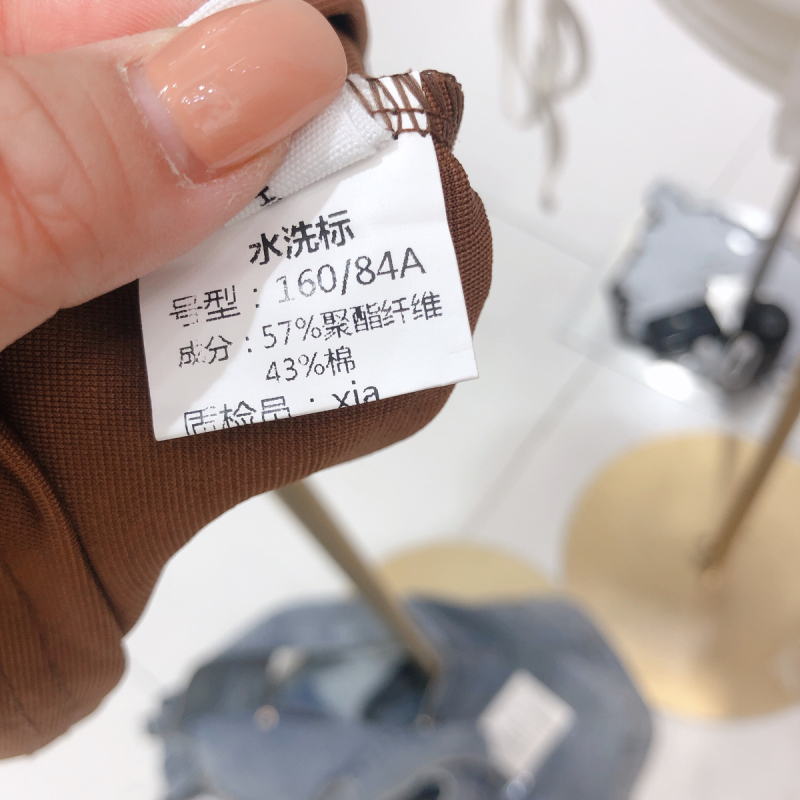 水洗标
号型：160/84A
成分：57%聚酯纤维
43%棉
质检员：xia